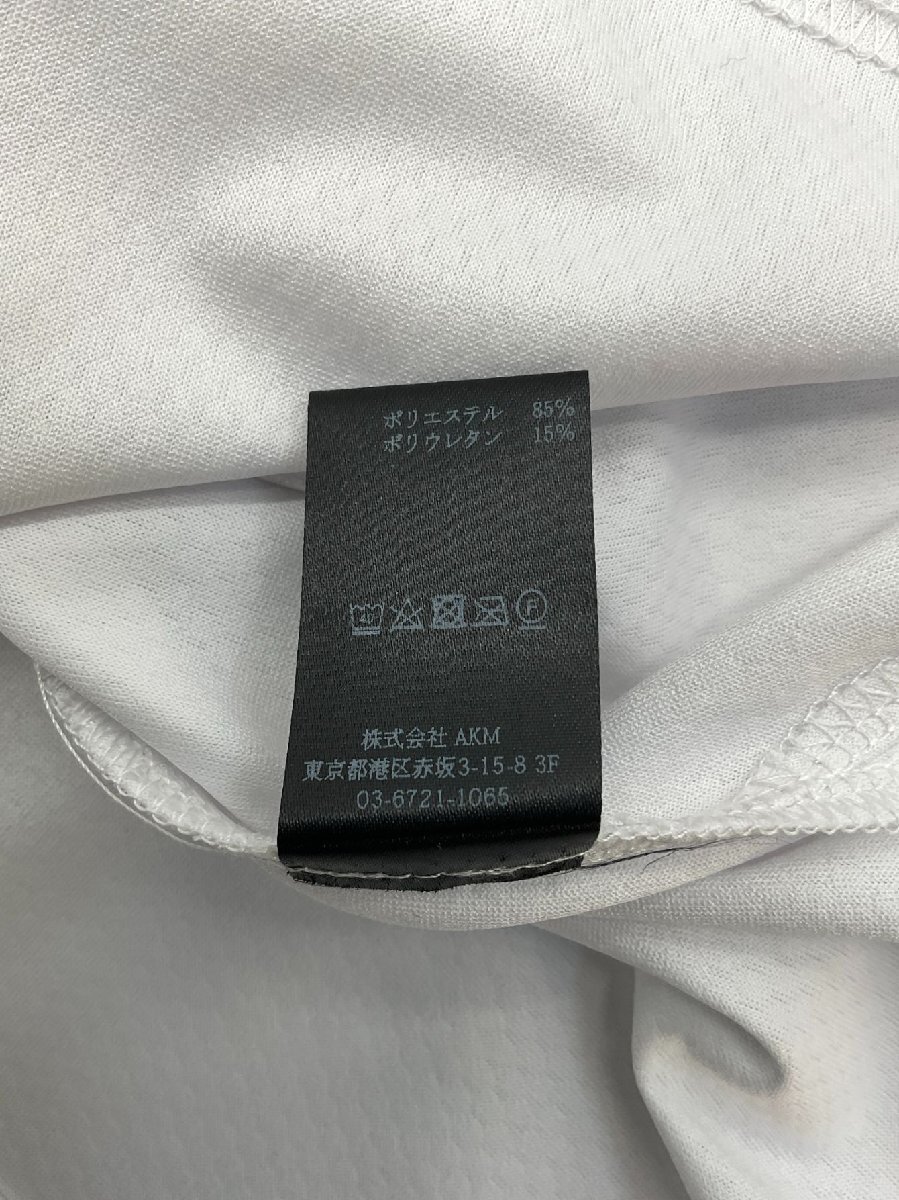 ポリエステル 85%
ポリウレタン 15%
40
F
株式会社 AKM
東京都港区赤坂3-15-8 3F
03-6721-1065